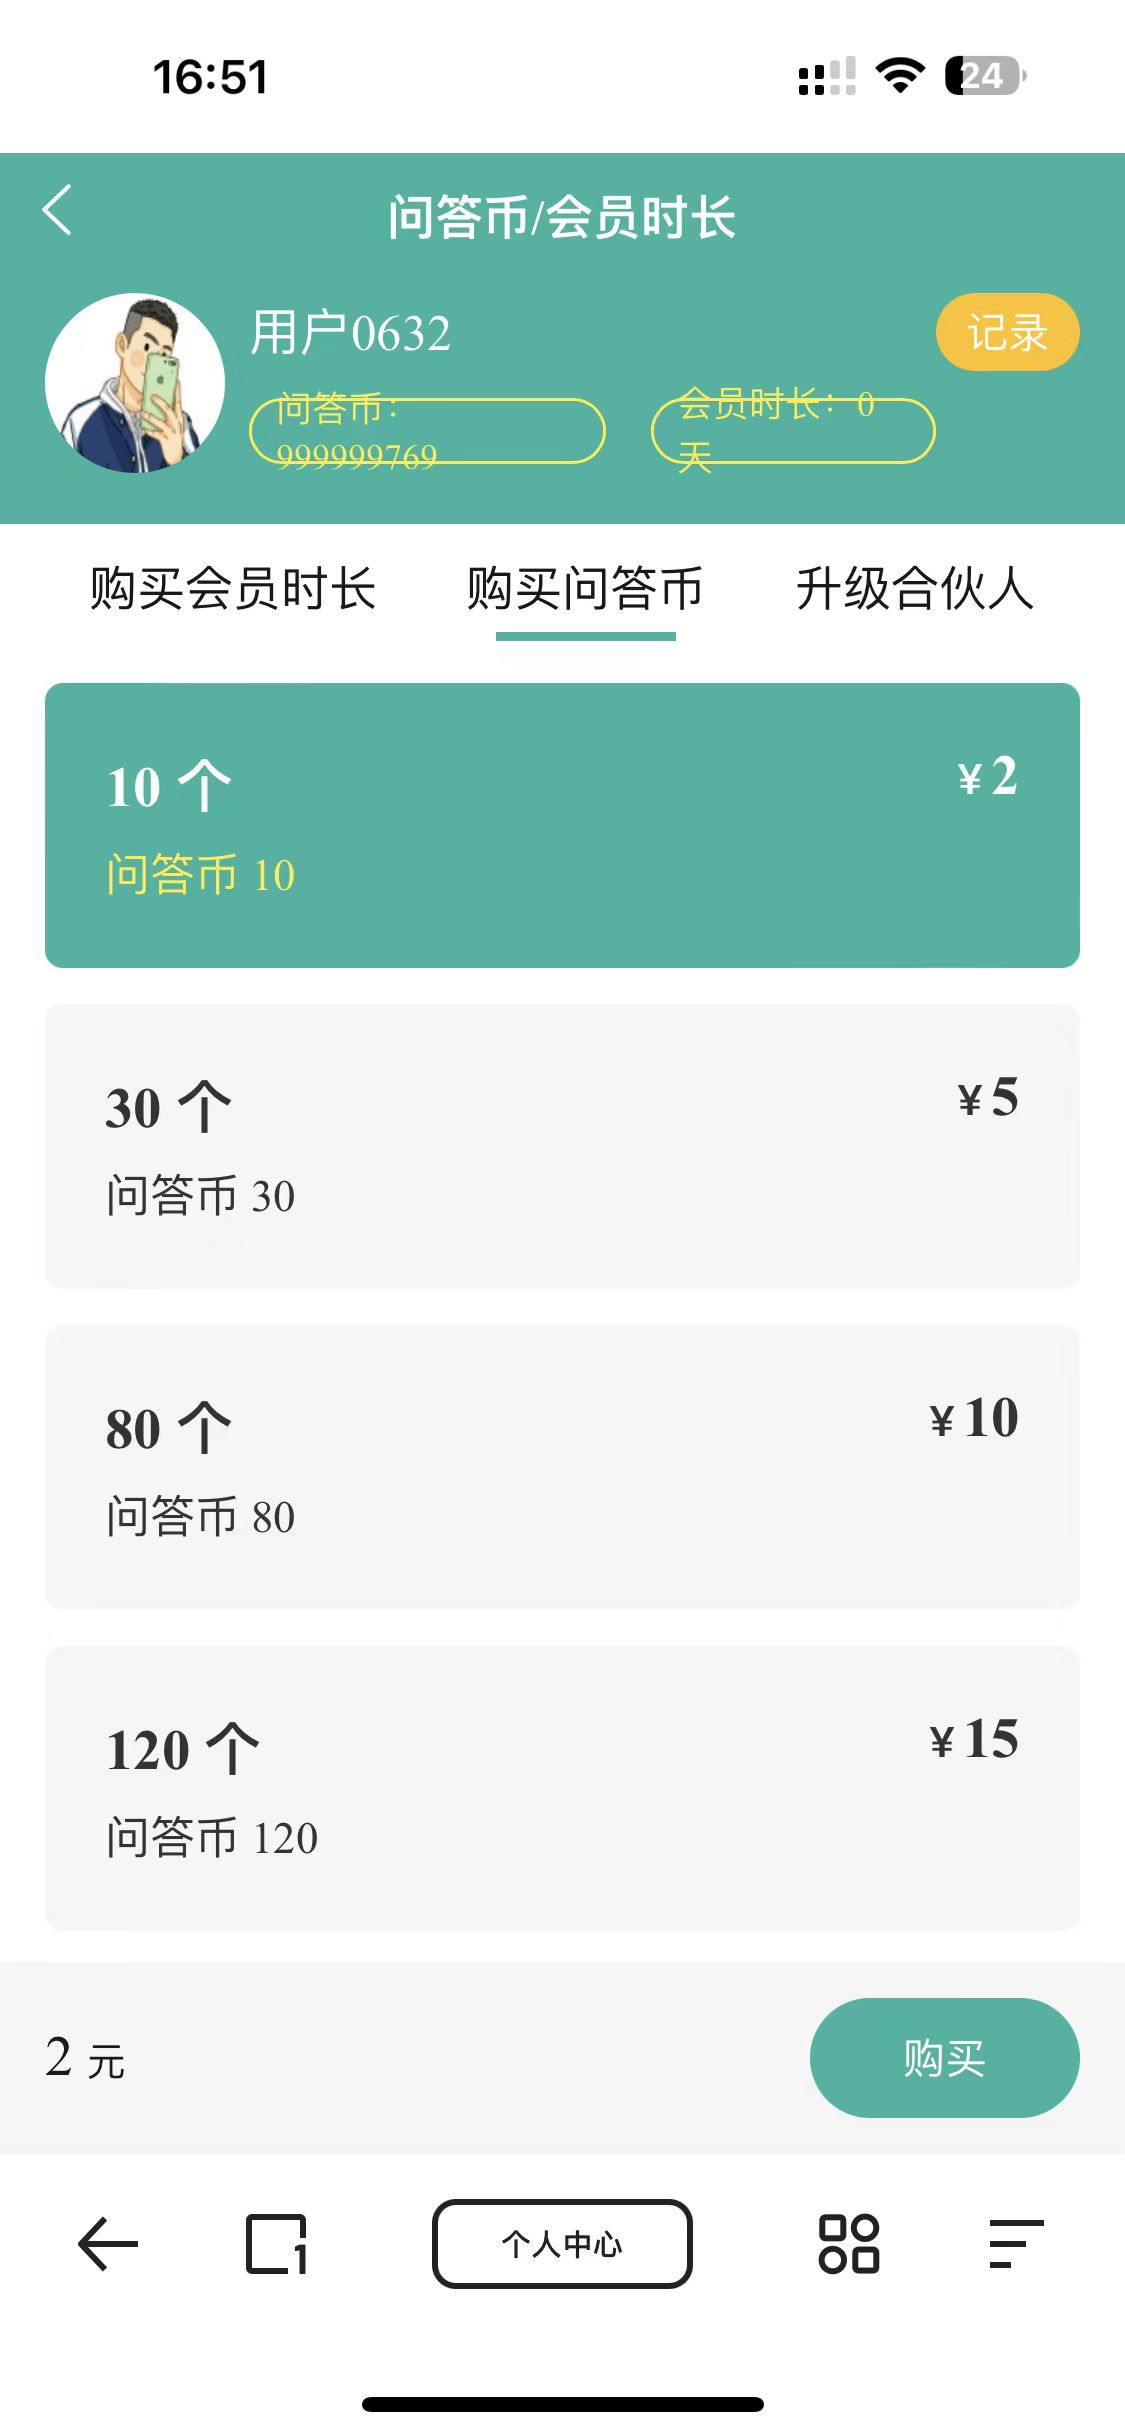 16:51
24
问答币/会员时长
用户0632
记录
问答币：
999999769
会员时长：0
天
购买会员时长
购买问答币
升级合伙人
10 个
¥2
问答币 10
30 个
¥5
问答币 30
80 个
¥10
问答币 80
120 个
¥15
问答币 120
2 元
购买
1
个人中心